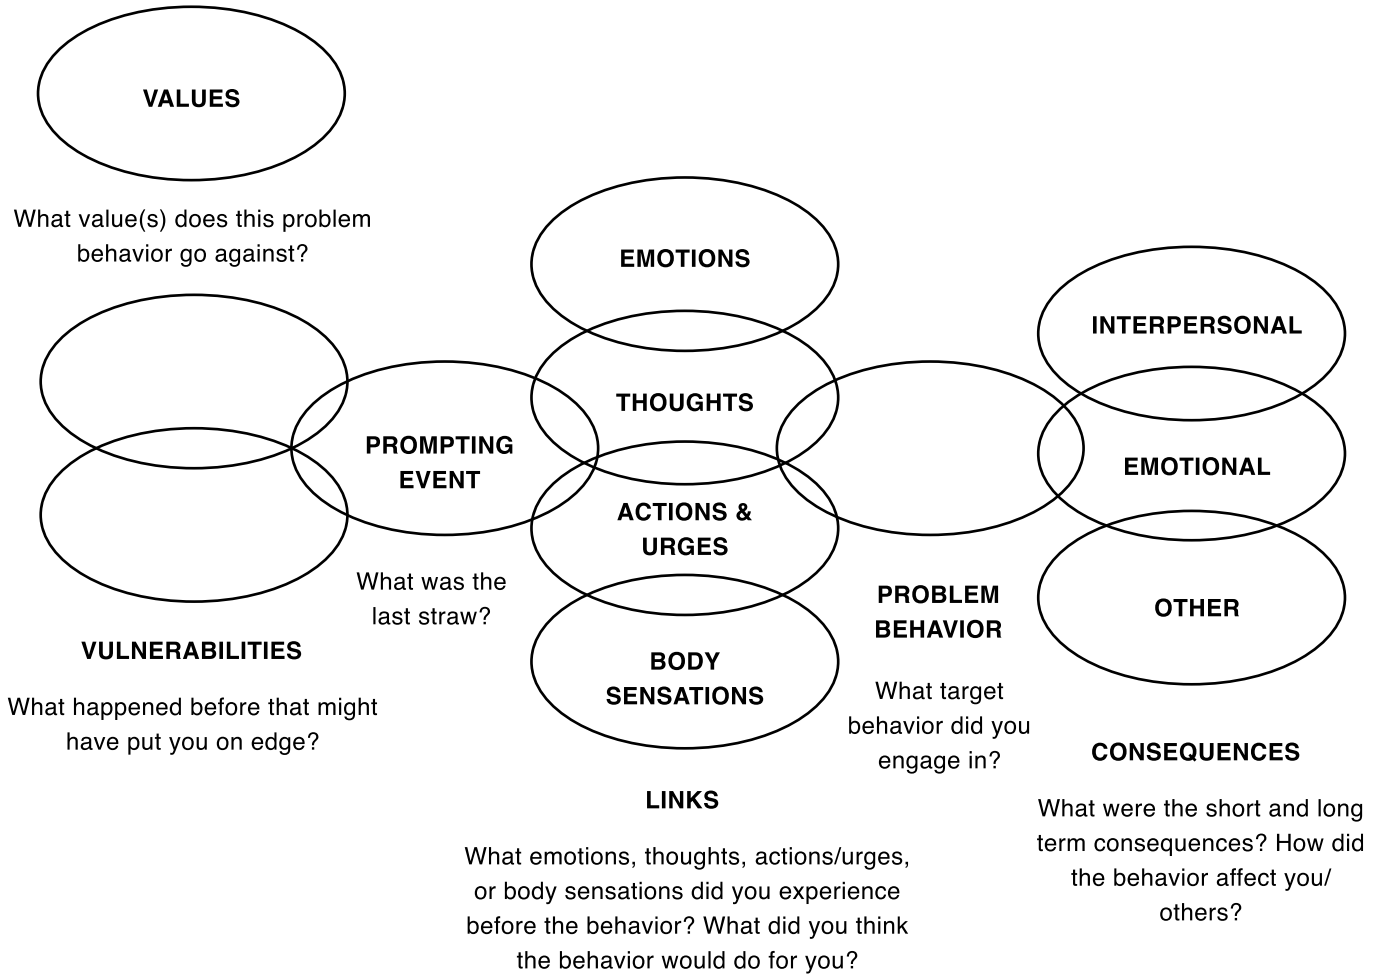 VALUES
What value(s) does this problem
behavior go against?
VULNERABILITIES
What happened before that might
have put you on edge?
PROMPTING
EVENT
What was the
last straw?
EMOTIONS
THOUGHTS
ACTIONS &
URGES
BODY
SENSATIONS
LINKS
What emotions, thoughts, actions/urges,
or body sensations did you experience
before the behavior? What did you think
the behavior would do for you?
PROBLEM
BEHAVIOR
What target
behavior did you
engage in?
INTERPERSONAL
EMOTIONAL
OTHER
CONSEQUENCES
What were the short and long
term consequences? How did
the behavior affect you/
others?